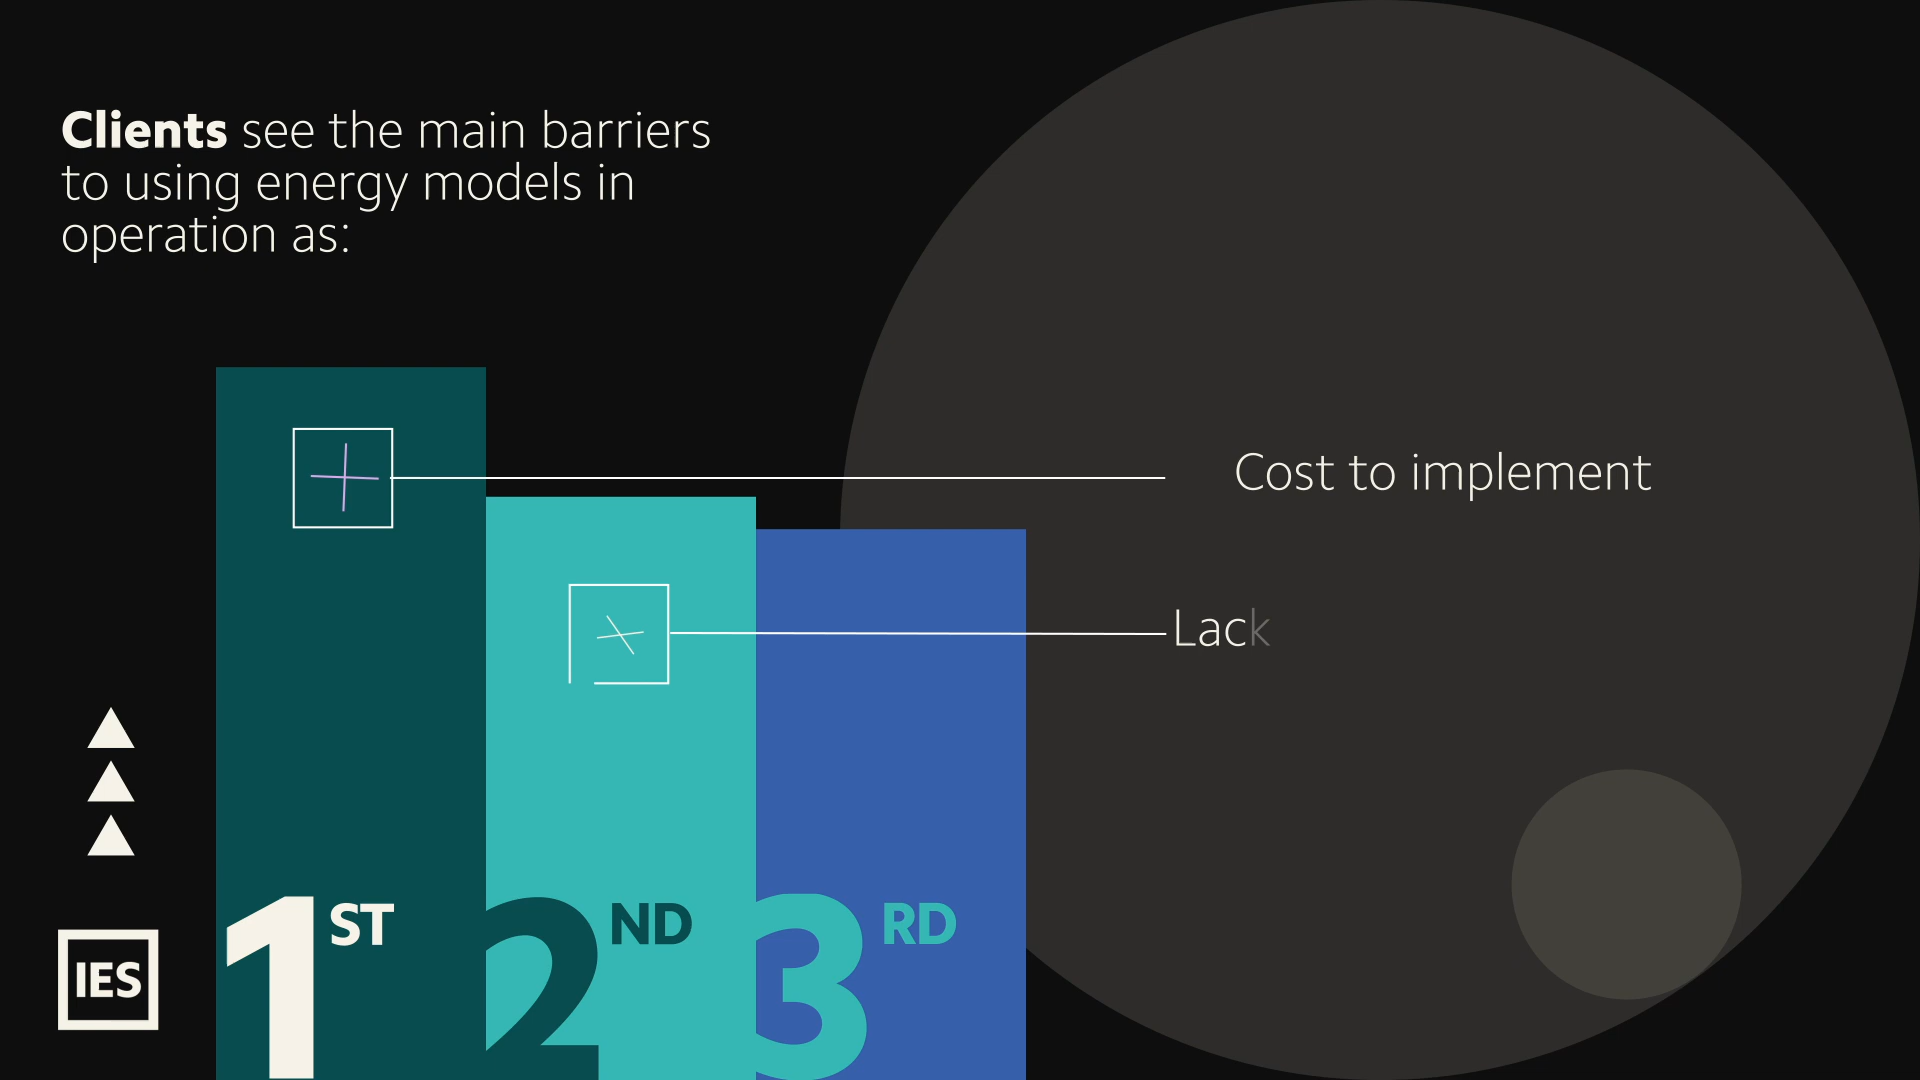 Clients see the main barriers
to using energy models in
operation as:
Cost to implement
Lack
1ST
2ND
3RD
IES